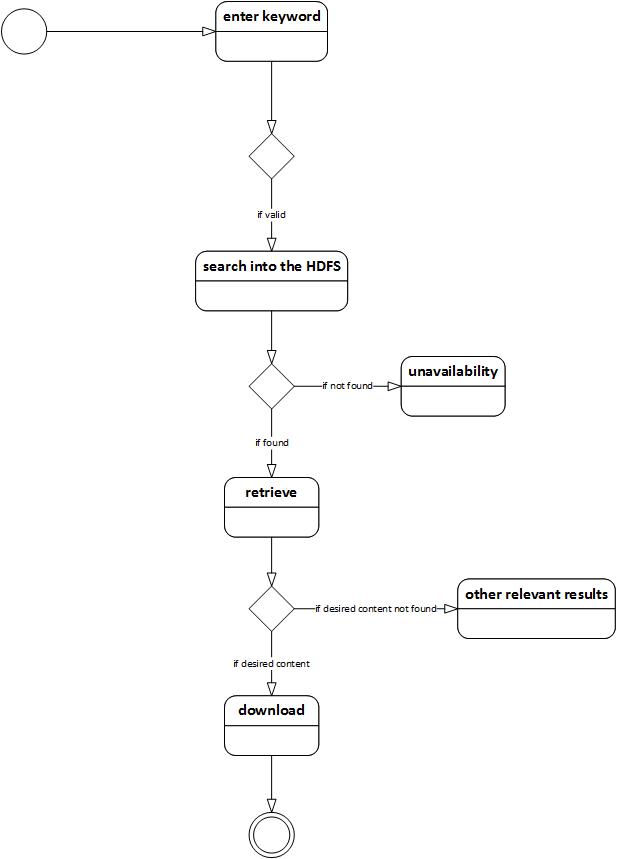 enter keyword
if valid
search into the HDFS
if not found
unavailability
if found
retrieve
if desired content not found
other relevant results
if desired content
download